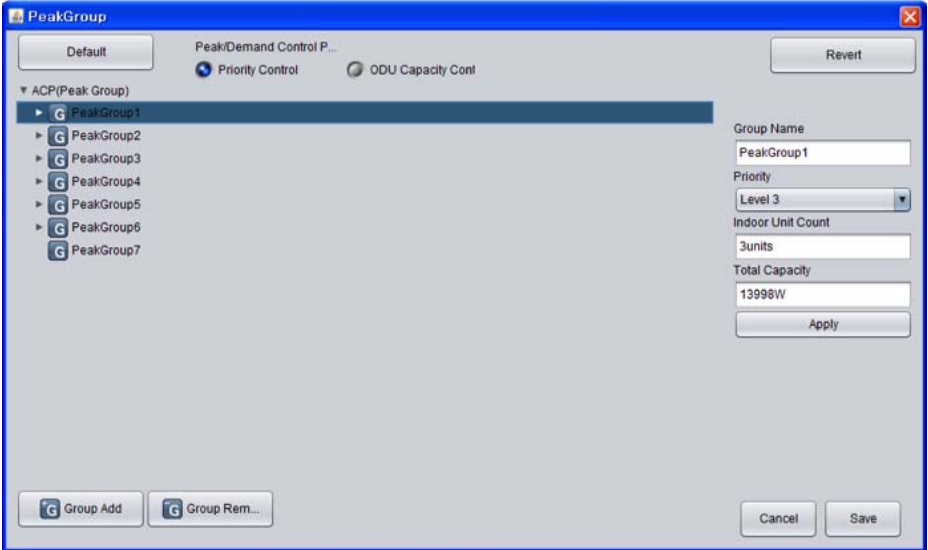 PeakGroup
Default
Peak/Demand Control P...
Priority Control
ODU Capacity Conl
Revert
ACP(Peak Group)
G PeakGroup1
G PeakGroup2
G PeakGroup3
G PeakGroup4
G PeakGroup5
G PeakGroup6
G PeakGroup7
Group Name
PeakGroup1
Priority
Level 3
Indoor Unit Count
3units
Total Capacity
13998W
Apply
G Group Add
G Group Rem...
Cancel
Save